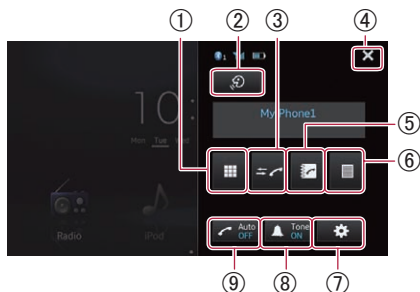 ① ② ③ ④
1
10:
My Phone1
⑤
Mon Tue Wed
⑥
Radio iPod
Auto OFF
Tone ON
⑨ ⑧ ⑦